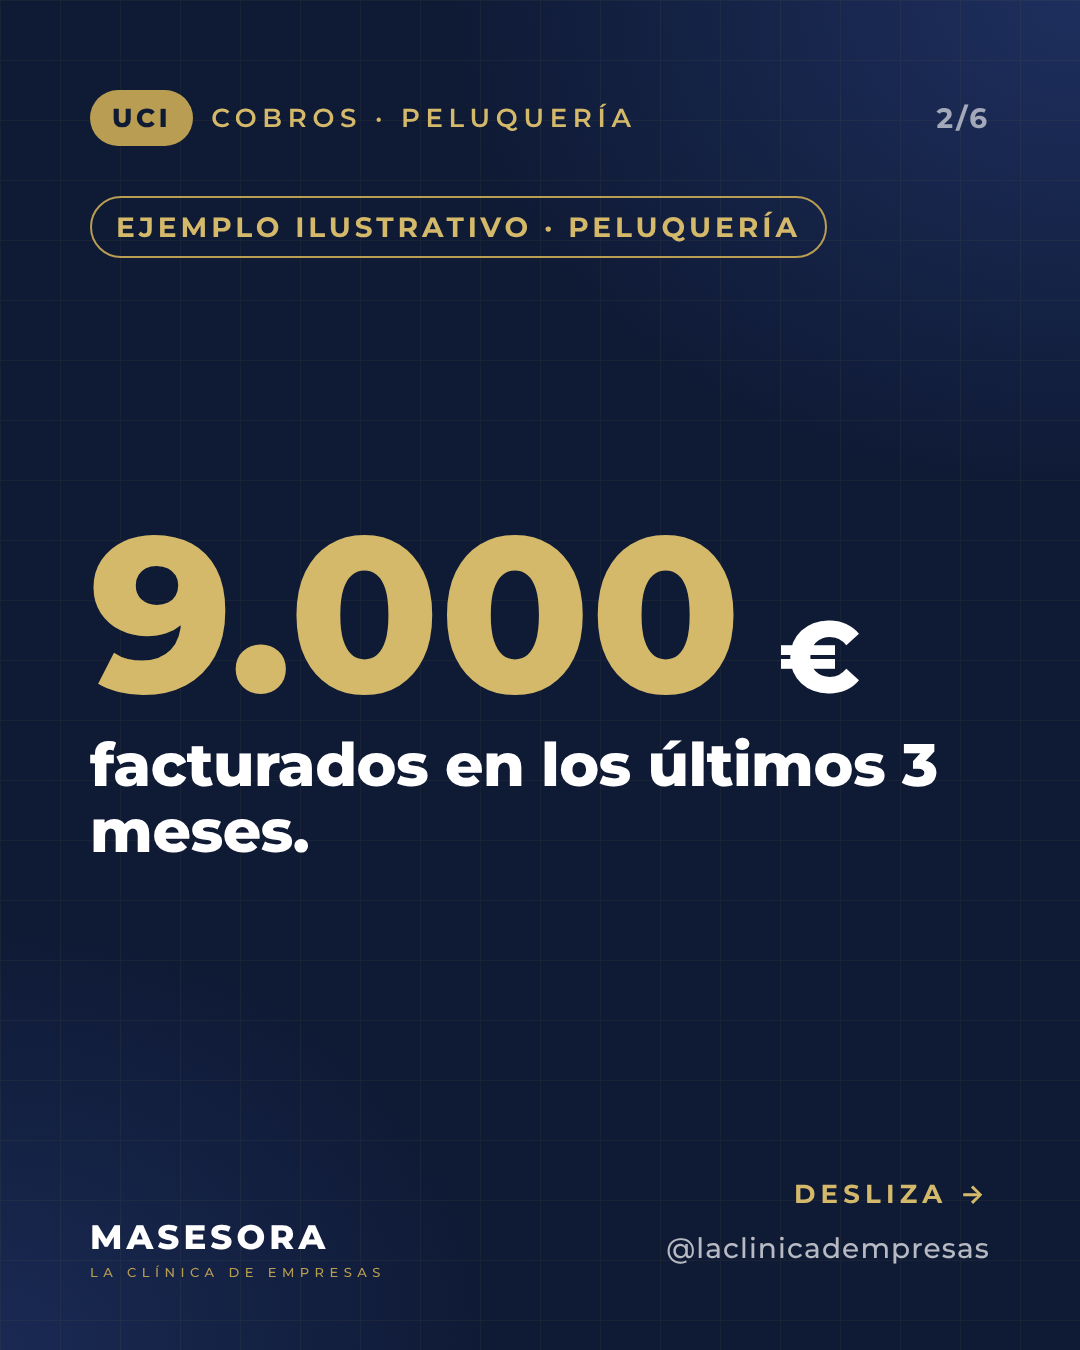 UCI COBROS · PELUQUERÍA 2/6
EJEMPLO ILUSTRATIVO · PELUQUERÍA
9.000 €
facturados en los últimos 3
meses.
DESLIZA →
MASESORA
@laclinicadempresas
LA CLÍNICA DE EMPRESAS